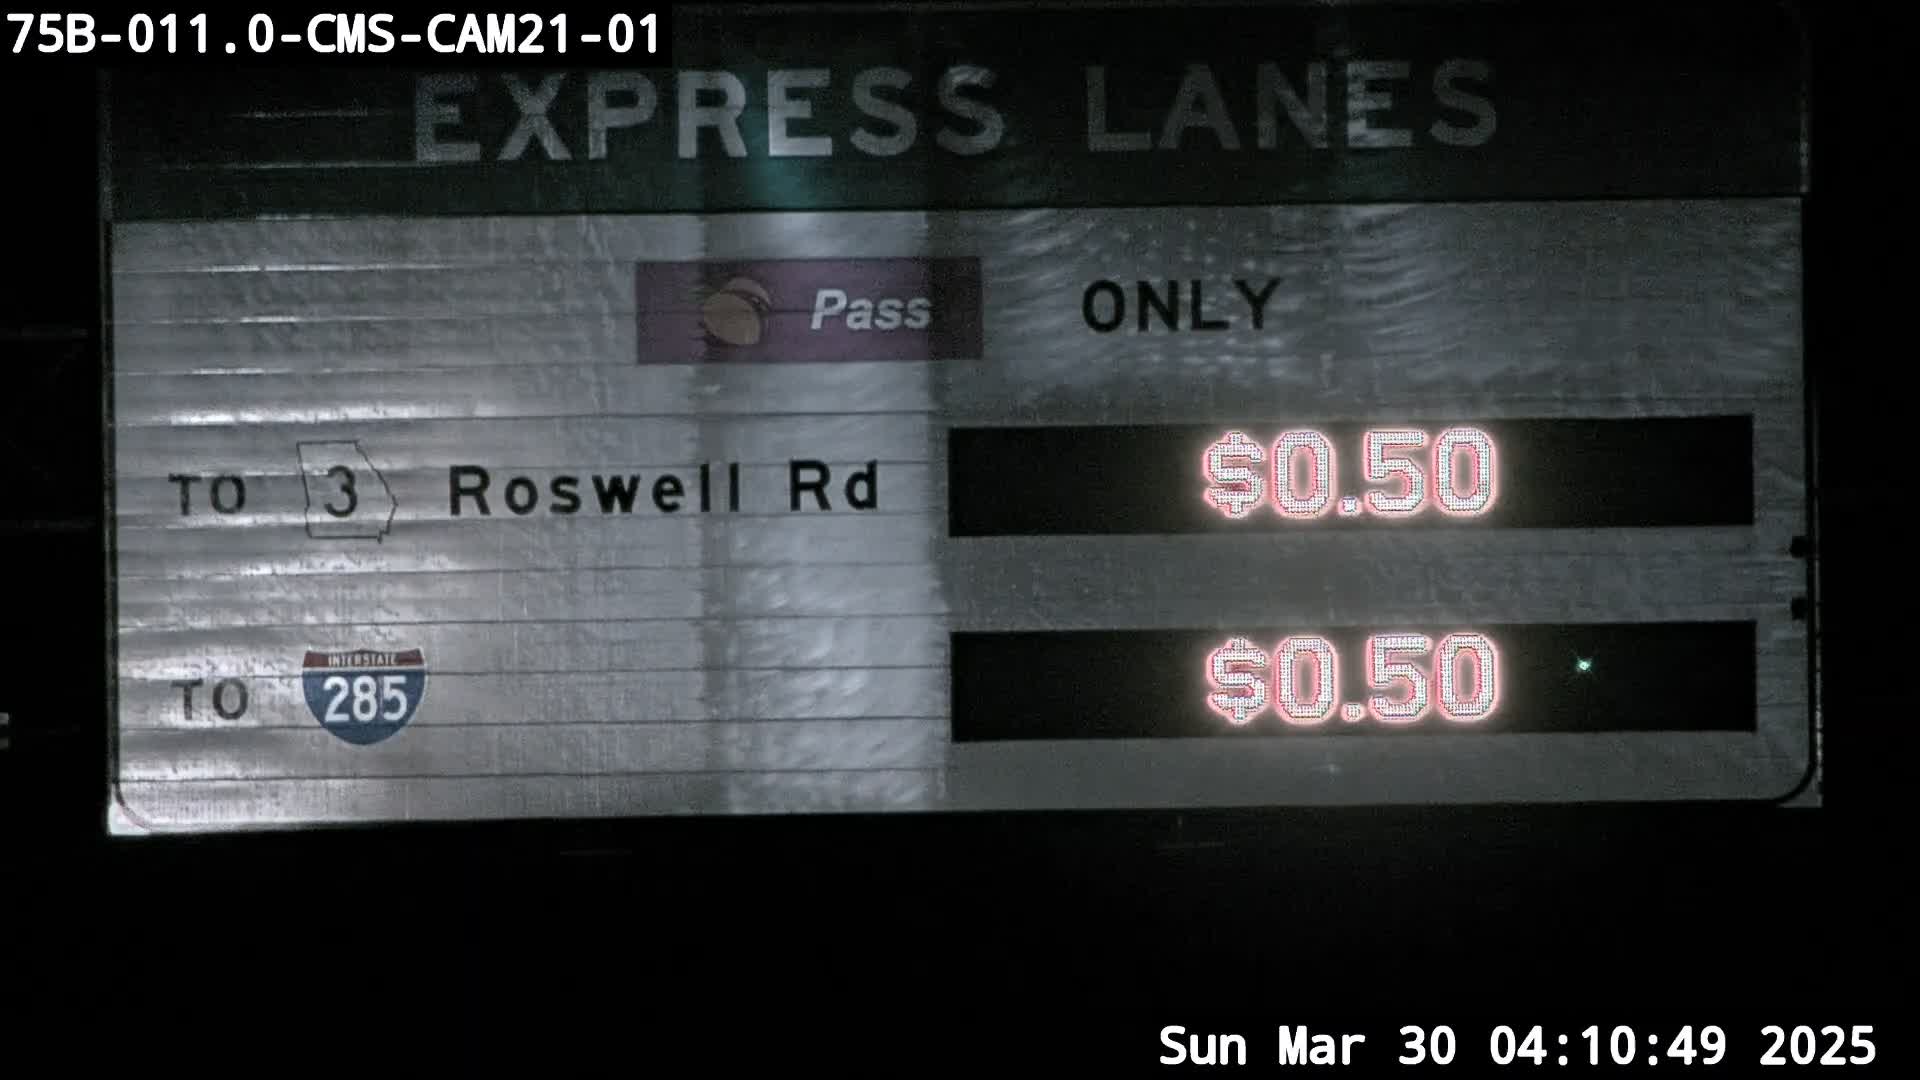 75B-011.0-CMS-CAM21-01
EXPRESS LANES
Pass ONLY
TO 3 Roswell Rd $0.50
TO INTERSTATE 285 $0.50
Sun Mar 30 04:10:49 2025